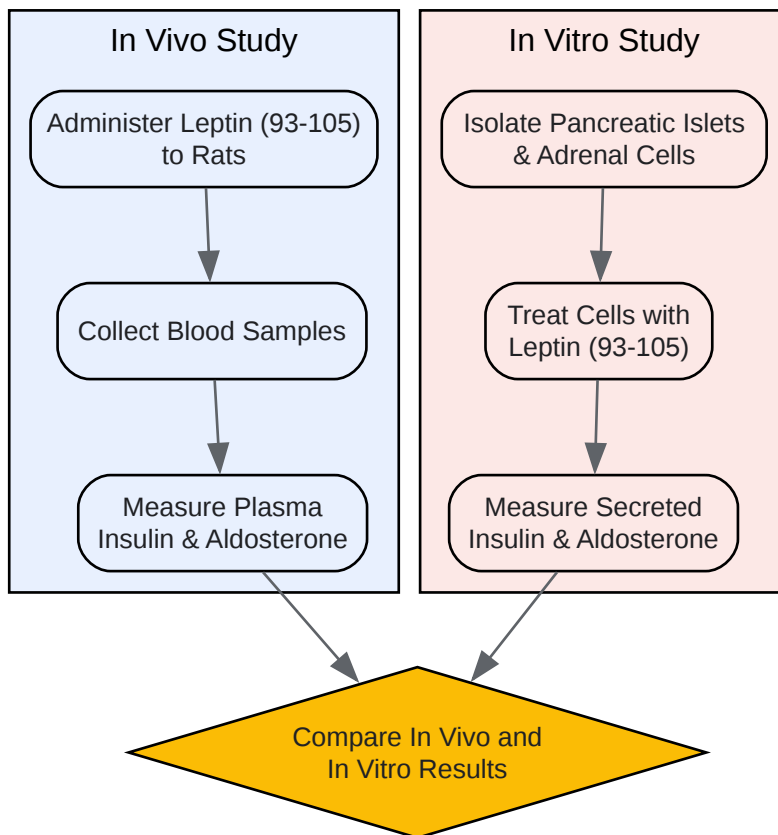 In Vivo Study
Administer Leptin (93-105)
to Rats
Collect Blood Samples
Measure Plasma
Insulin & Aldosterone
In Vitro Study
Isolate Pancreatic Islets
& Adrenal Cells
Treat Cells with
Leptin (93-105)
Measure Secreted
Insulin & Aldosterone
Compare In Vivo and
In Vitro Results